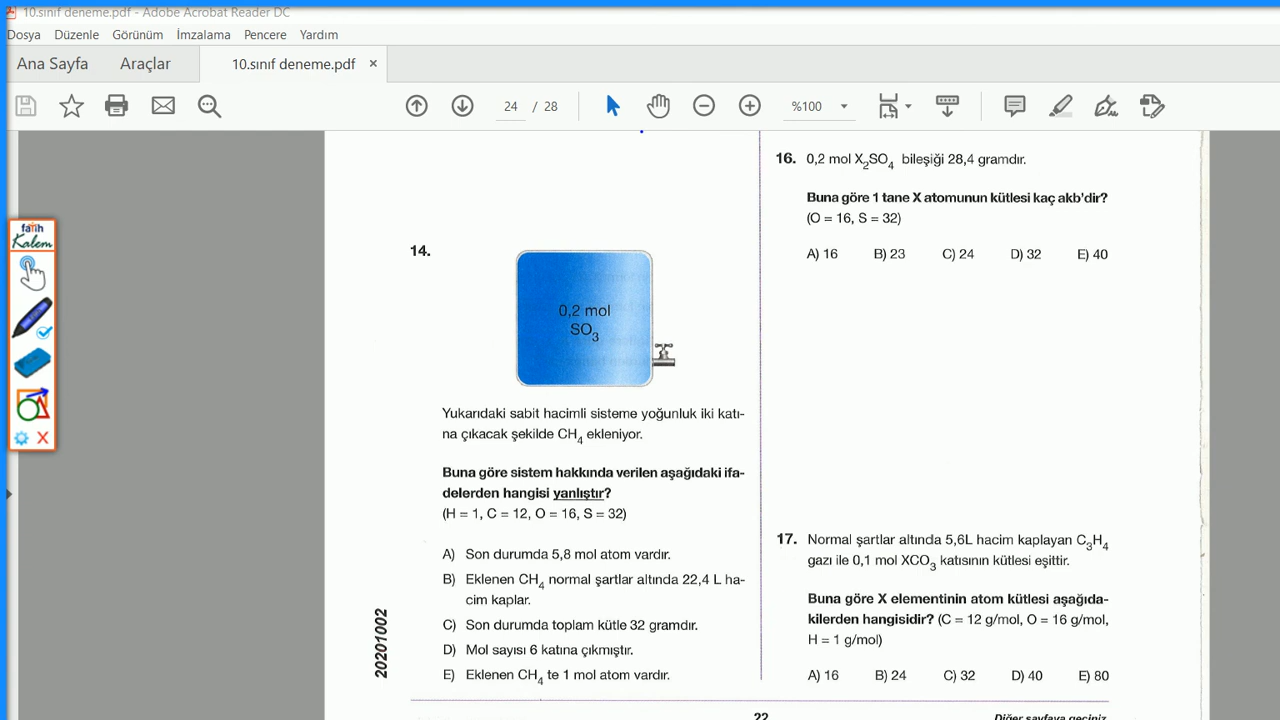 10.sınıf deneme.pdf - Adobe Acrobat Reader DC
Dosya Düzenle Görünüm İmzalama Pencere Yardım
Ana Sayfa Araçlar 10.sınıf deneme.pdf ×
24 / 28 %100
fatih
Kalem
14.
0,2 mol
SO3
Yukarıdaki sabit hacimli sisteme yoğunluk iki katı-
na çıkacak şekilde CH4 ekleniyor.
Buna göre sistem hakkında verilen aşağıdaki ifa-
delerden hangisi yanlıştır?
(H = 1, C = 12, O = 16, S = 32)
A) Son durumda 5,8 mol atom vardır.
B) Eklenen CH4 normal şartlar altında 22,4 L ha-
cim kaplar.
C) Son durumda toplam kütle 32 gramdır.
D) Mol sayısı 6 katına çıkmıştır.
E) Eklenen CH4 te 1 mol atom vardır.
20201002
16. 0,2 mol X2SO4 bileşiği 28,4 gramdır.
Buna göre 1 tane X atomunun kütlesi kaç akb'dir?
(O = 16, S = 32)
A) 16 B) 23 C) 24 D) 32 E) 40
17. Normal şartlar altında 5,6L hacim kaplayan C3H4
gazı ile 0,1 mol XCO3 katısının kütlesi eşittir.
Buna göre X elementinin atom kütlesi aşağıda-
kilerden hangisidir? (C = 12 g/mol, O = 16 g/mol,
H = 1 g/mol)
A) 16 B) 24 C) 32 D) 40 E) 80
22
Diğer sayfaya geçiniz